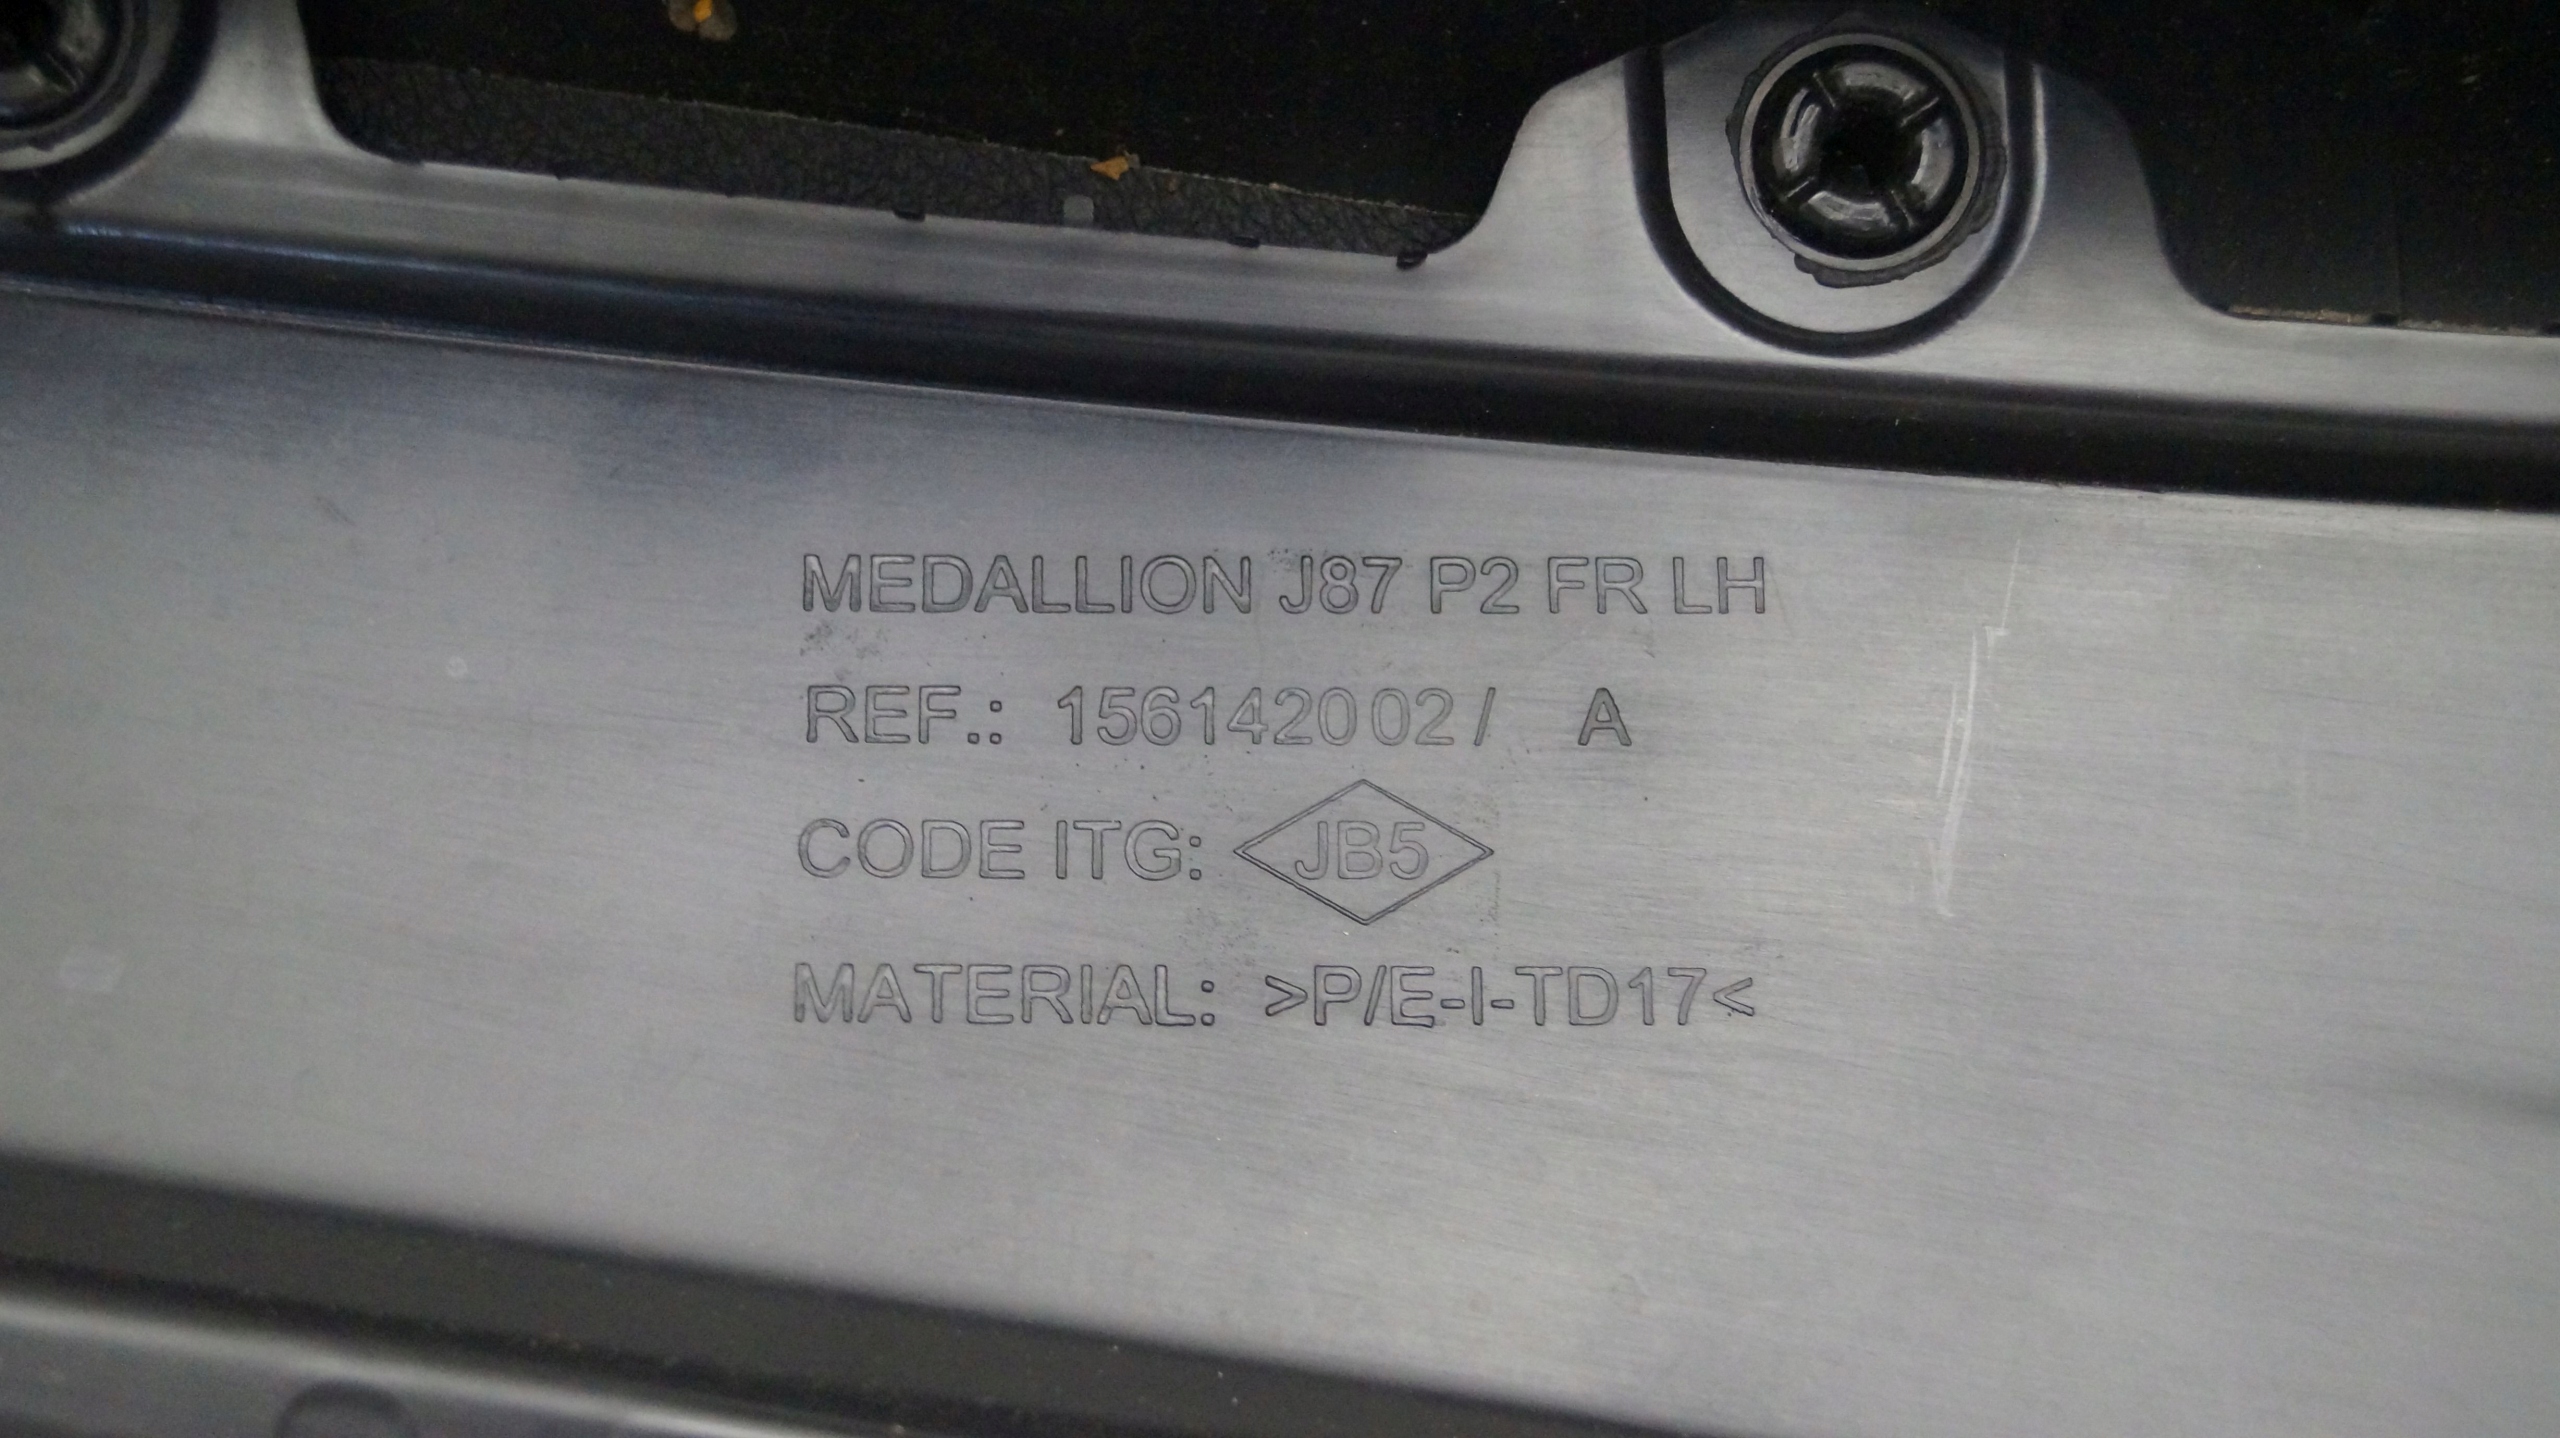 MEDALLION J87 P2 FR LH
REF.: 156142002/ A
CODE ITG: JB5
MATERIAL: >P/E-I-TD17<